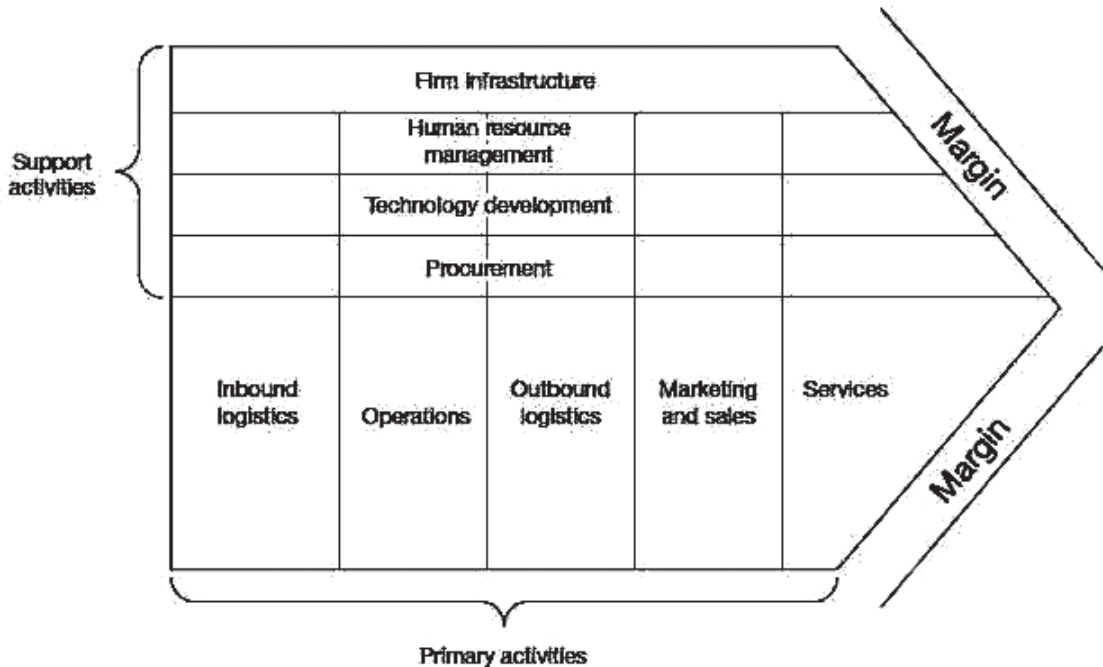 Firm infrastructure
Human resource
management
Support
activities
Technology development
Procurement
Margin
Inbound
logistics
Operations
Outbound
logistics
Marketing
and sales
Services
Margin
Primary activities